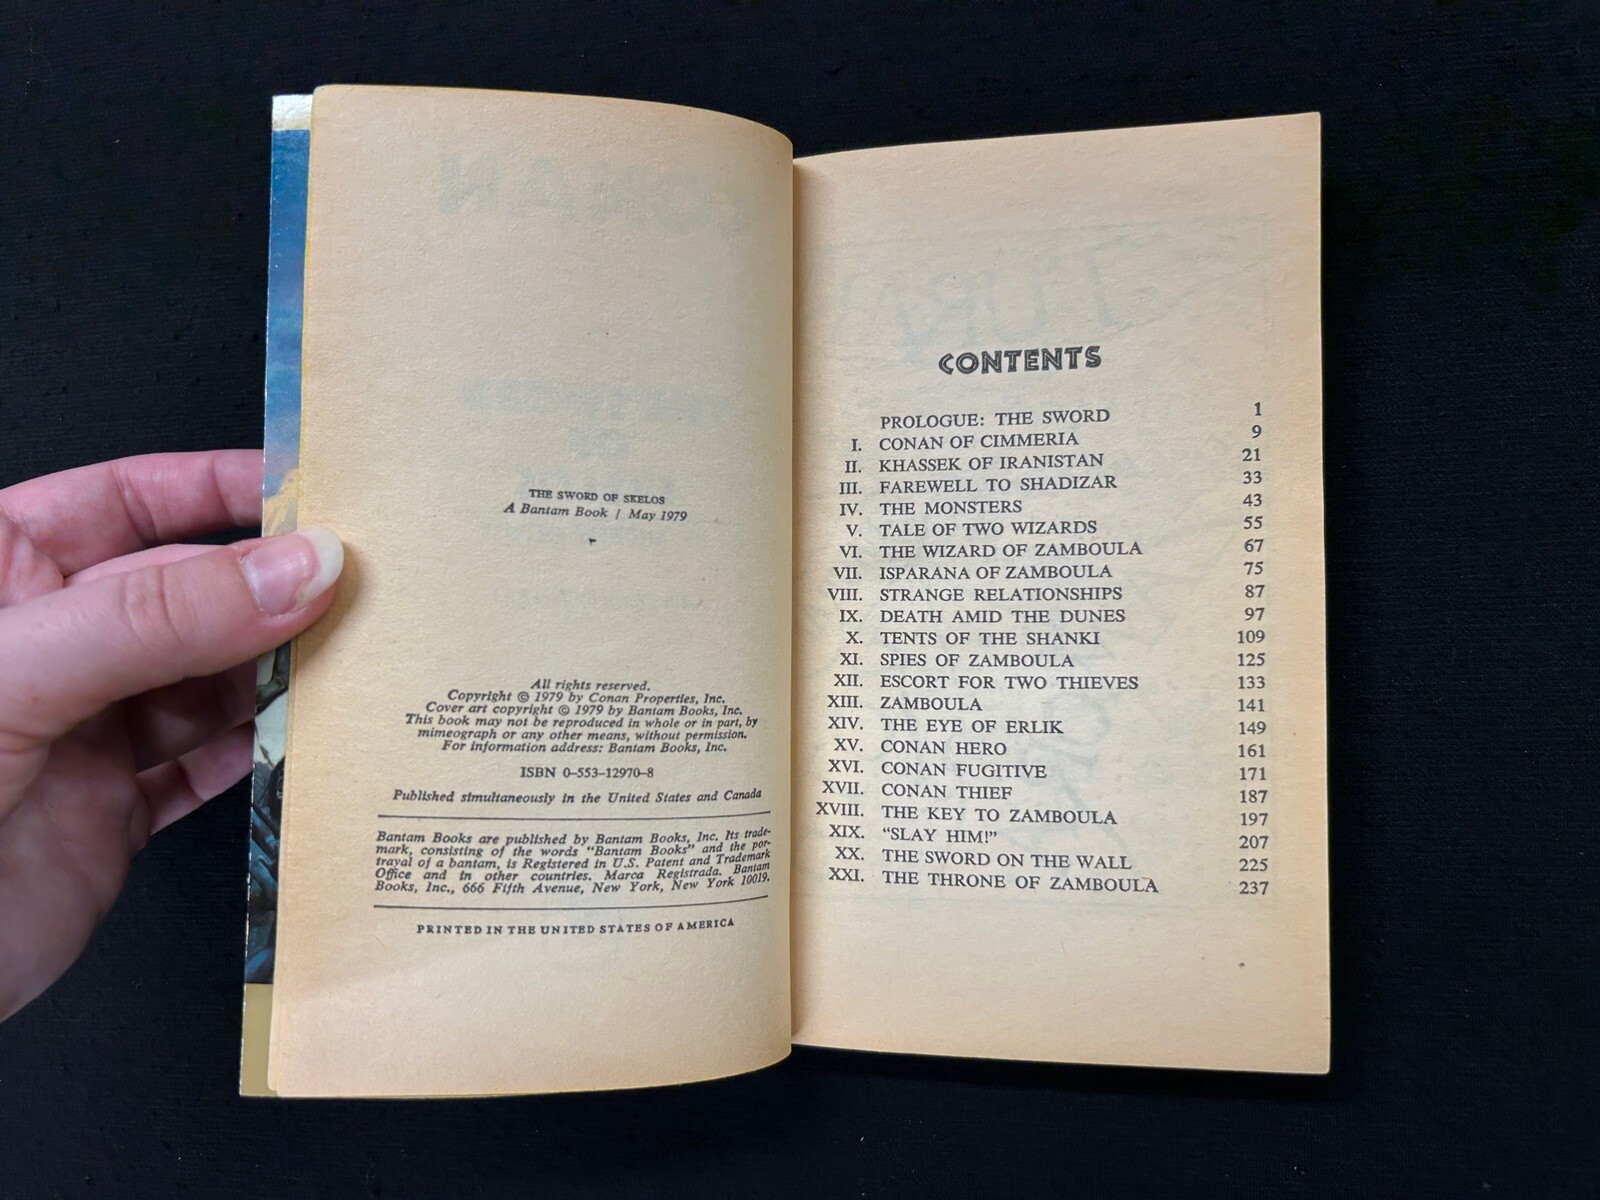 THE SWORD OF SKELOS
A Bantam Book / May 1979
All rights reserved.
Copyright © 1979 by Conan Properties, Inc.
Cover art copyright © 1979 by Bantam Books, Inc.
This book may not be reproduced in whole or in part, by
mimeograph or any other means, without permission.
For information address: Bantam Books, Inc.
ISBN 0-553-12970-8
Published simultaneously in the United States and Canada
Bantam Books are published by Bantam Books, Inc. Its trade-
mark, consisting of the words "Bantam Books" and the por-
trayal of a bantam, is Registered in U.S. Patent and Trademark
Office and in other countries. Marca Registrada. Bantam
Books, Inc., 666 Fifth Avenue, New York, New York 10019.
PRINTED IN THE UNITED STATES OF AMERICA
CONTENTS
PROLOGUE: THE SWORD 1
I. CONAN OF CIMMERIA 9
II. KHASSEK OF IRANISTAN 21
III. FAREWELL TO SHADIZAR 33
IV. THE MONSTERS 43
V. TALE OF TWO WIZARDS 55
VI. THE WIZARD OF ZAMBOULA 67
VII. ISPARANA OF ZAMBOULA 75
VIII. STRANGE RELATIONSHIPS 87
IX. DEATH AMID THE DUNES 97
X. TENTS OF THE SHANKI 109
XI. SPIES OF ZAMBOULA 125
XII. ESCORT FOR TWO THIEVES 133
XIII. ZAMBOULA 141
XIV. THE EYE OF ERLIK 149
XV. CONAN HERO 161
XVI. CONAN FUGITIVE 171
XVII. CONAN THIEF 187
XVIII. THE KEY TO ZAMBOULA 197
XIX. "SLAY HIM!" 207
XX. THE SWORD ON THE WALL 225
XXI. THE THRONE OF ZAMBOULA 237